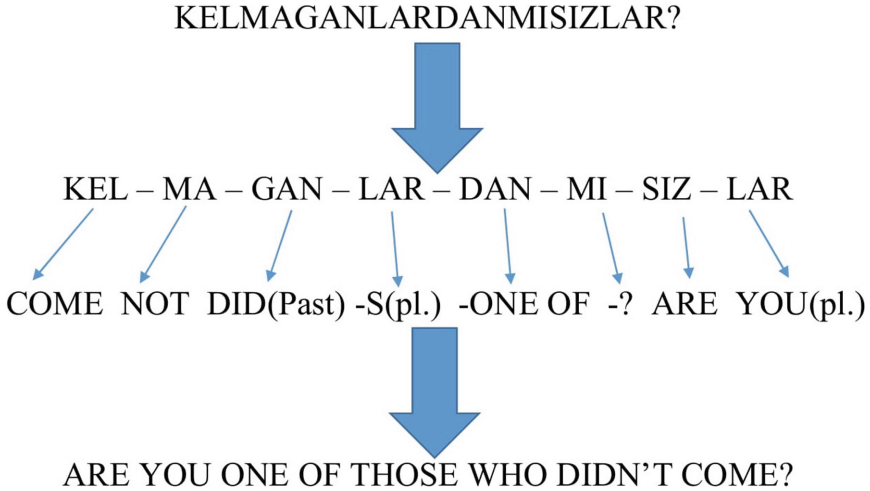 KELMAGANLARDANMISIZLAR?
KEL – MA – GAN – LAR – DAN – MI – SIZ – LAR
COME NOT DID(Past) -S(pl.) -ONE OF -? ARE YOU(pl.)
ARE YOU ONE OF THOSE WHO DIDN’T COME?